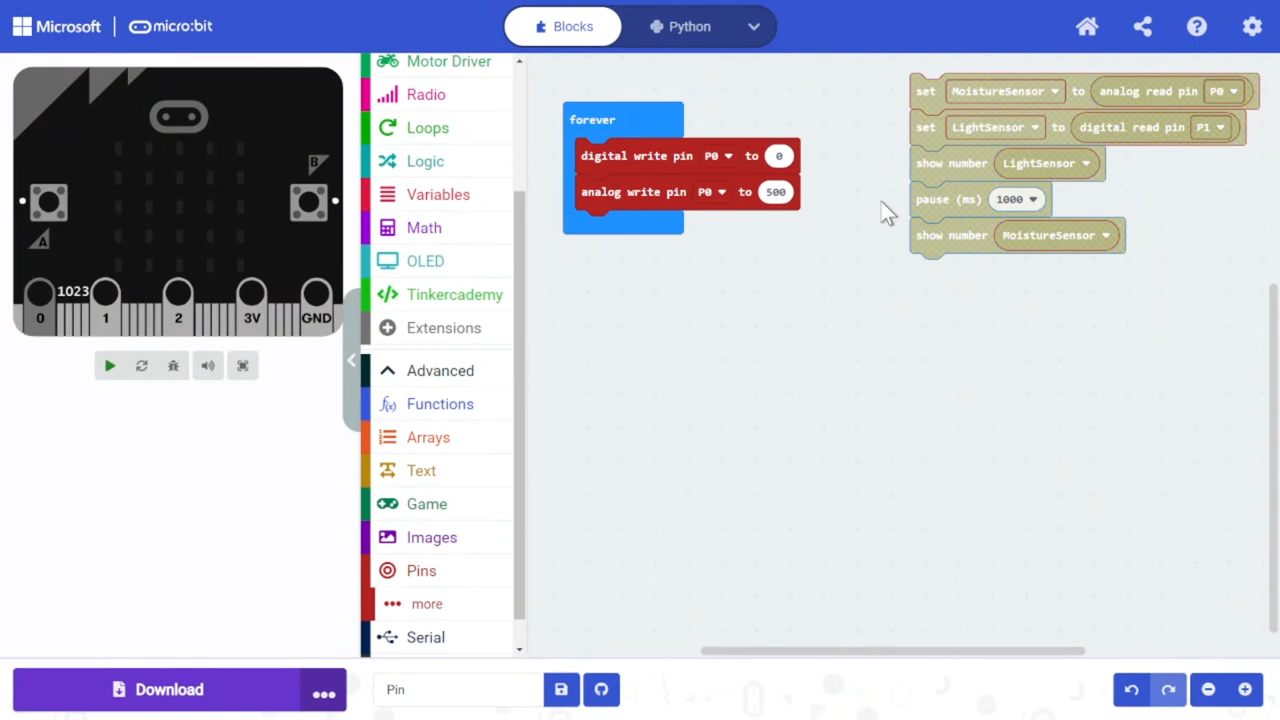 Microsoft micro:bit
Blocks Python
B
A
1023
0 1 2 3V GND
Motor Driver
Radio
Loops
Logic
Variables
Math
OLED
Tinkercademy
Extensions
Advanced
Functions
Arrays
Text
Game
Images
Pins
more
Serial
forever
digital write pin P0 to 0
analog write pin P0 to 500
set MoistureSensor to analog read pin P0
set LightSensor to digital read pin P1
show number LightSensor
pause (ms) 1000
show number MoistureSensor
Download
Pin